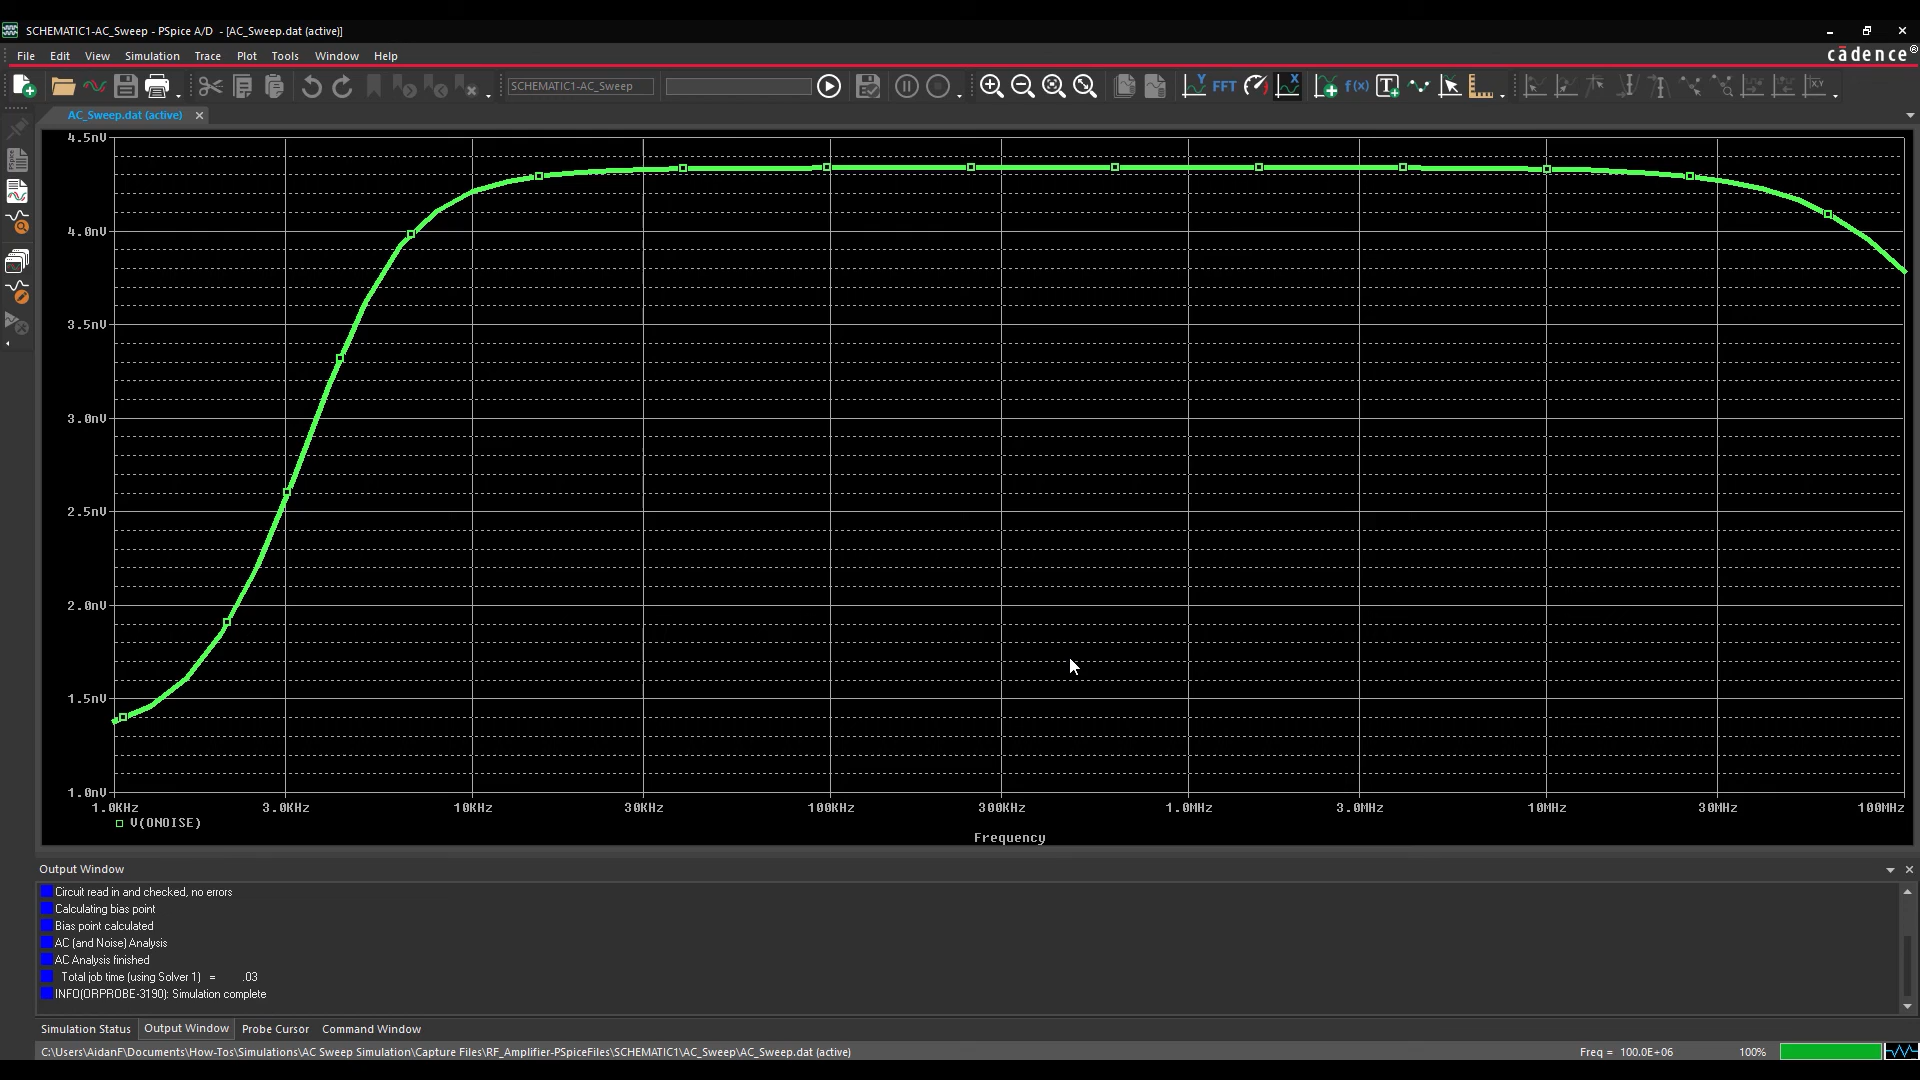 SCHEMATIC1-AC_Sweep - PSpice A/D - [AC_Sweep.dat (active)]
File Edit View Simulation Trace Plot Tools Window Help
cādence®
SCHEMATIC1-AC_Sweep
FFT
f(x)
AC_Sweep.dat (active)
4.5nV
4.0nV
3.5nV
3.0nV
2.5nV
2.0nV
1.5nV
1.0nV
1.0KHz 3.0KHz 10KHz 30KHz 100KHz 300KHz 1.0MHz 3.0MHz 10MHz 30MHz 100MHz
V(ONOISE)
Frequency
Output Window
Circuit read in and checked, no errors
Calculating bias point
Bias point calculated
AC (and Noise) Analysis
AC Analysis finished
Total job time (using Solver 1) = .03
INFO(ORPROBE-3190): Simulation complete
Simulation Status Output Window Probe Cursor Command Window
C:\Users\AidanF\Documents\How-Tos\Simulations\AC Sweep Simulation\Capture Files\RF_Amplifier-PSpiceFiles\SCHEMATIC1\AC_Sweep\AC_Sweep.dat (active) Freq = 100.0E+06 100%